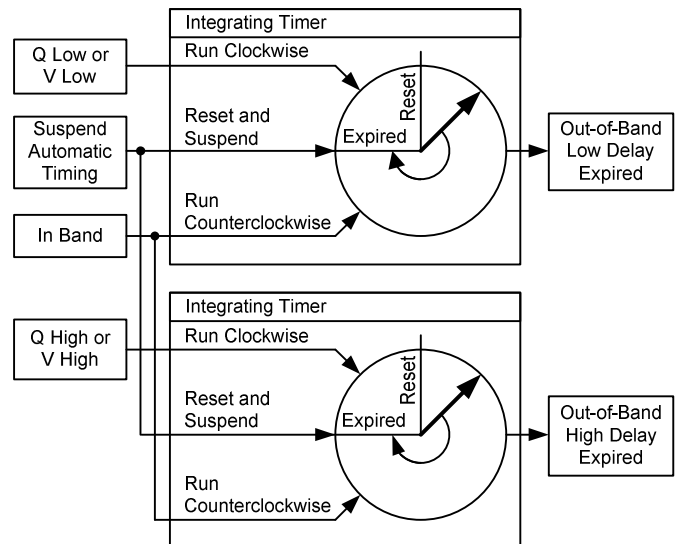 Integrating Timer
Q Low or
V Low
Run Clockwise
Reset
Suspend
Automatic
Timing
Reset and
Suspend
Expired
Out-of-Band
Low Delay
Expired
In Band
Run
Counterclockwise
Integrating Timer
Q High or
V High
Run Clockwise
Reset
Reset and
Suspend
Expired
Out-of-Band
High Delay
Expired
Run
Counterclockwise